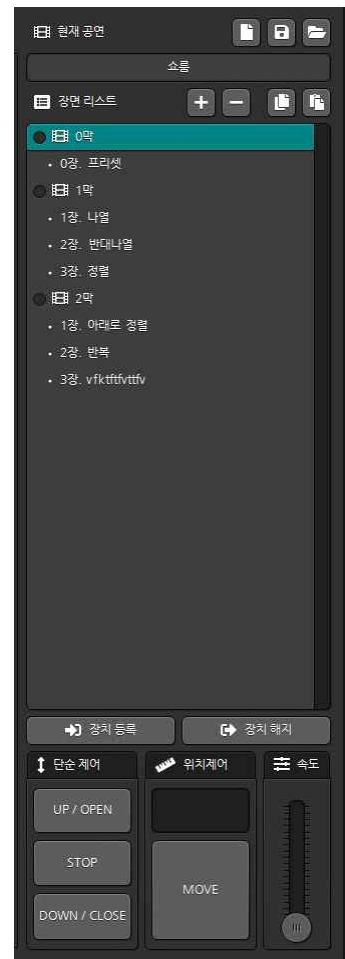 현재 공연
쇼룸
장면 리스트
0막
• 0장. 프리셋
1막
• 1장. 나열
• 2장. 반대나열
• 3장. 정렬
2막
• 1장. 아래로 정렬
• 2장. 반복
• 3장. vfktftfvttfv
장치 등록 장치 해지
단순 제어 위치제어 속도
UP / OPEN
STOP
MOVE
DOWN / CLOSE